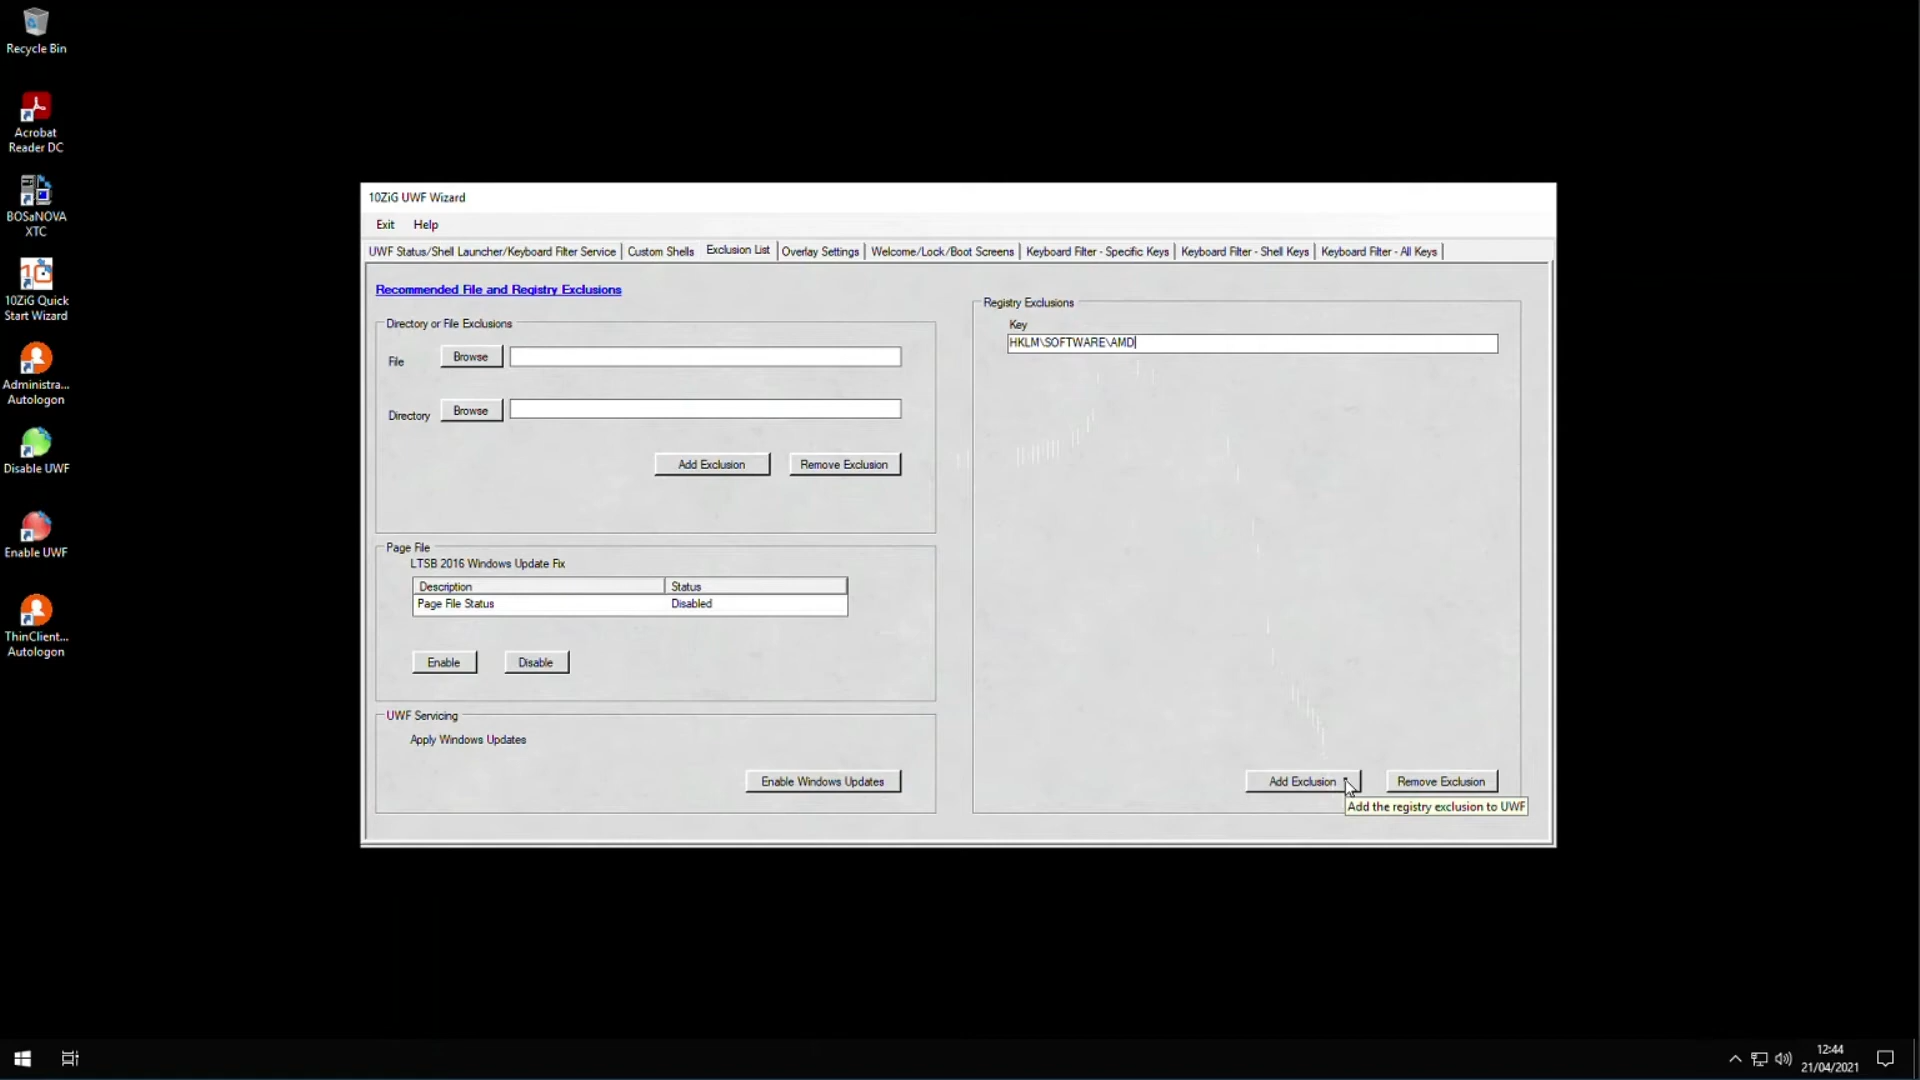 Recycle Bin
Acrobat
Reader DC
BOSaNOVA
XTC
10ZiG Quick
Start Wizard
Administra...
Autologon
Disable UWF
Enable UWF
ThinClient...
Autologon
10ZiG UWF Wizard
Exit Help
UWF Status/Shell Launcher/Keyboard Filter Service Custom Shells Exclusion List Overlay Settings Welcome/Lock/Boot Screens Keyboard Filter - Specific Keys Keyboard Filter - Shell Keys Keyboard Filter - All Keys
Recommended File and Registry Exclusions
Directory or File Exclusions
File Browse
Directory Browse
Add Exclusion Remove Exclusion
Page File
LTSB 2016 Windows Update Fix
Description Status
Page File Status Disabled
Enable Disable
UWF Servicing
Apply Windows Updates
Enable Windows Updates
Registry Exclusions
Key
HKLM\SOFTWARE\AMD
Add Exclusion Remove Exclusion
Add the registry exclusion to UWF
12:44
21/04/2021